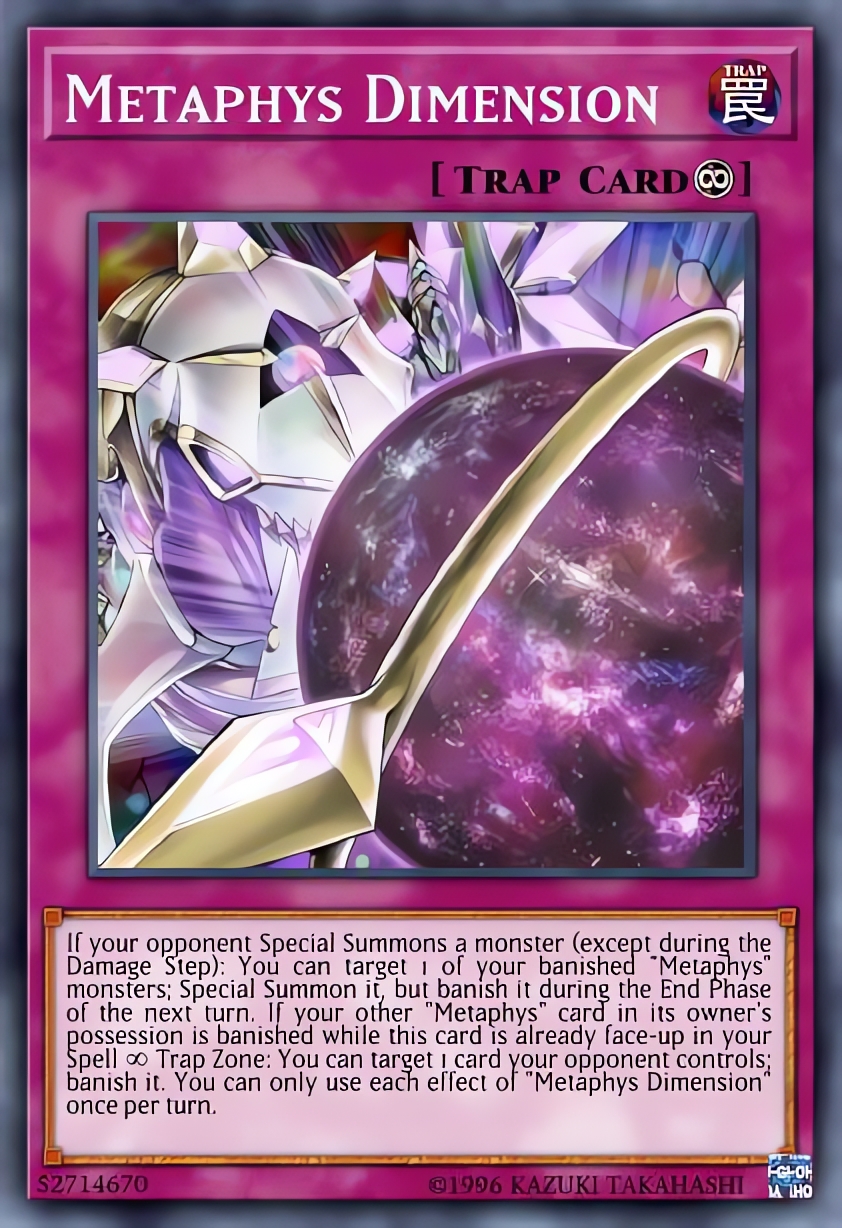 METAPHYS DIMENSION
TRAP
罠
[ TRAP CARD∞]
If your opponent Special Summons a monster (except during the
Damage Step): You can target 1 of your banished "Metaphys"
monsters; Special Summon it, but banish it during the End Phase
of the next turn. If your other "Metaphys" card in its owner's
possession is banished while this card is already face-up in your
Spell ∞ Trap Zone: You can target 1 card your opponent controls;
banish it. You can only use each effect of "Metaphys Dimension"
once per turn.
52714670
©1996 KAZUKI TAKAHASHI